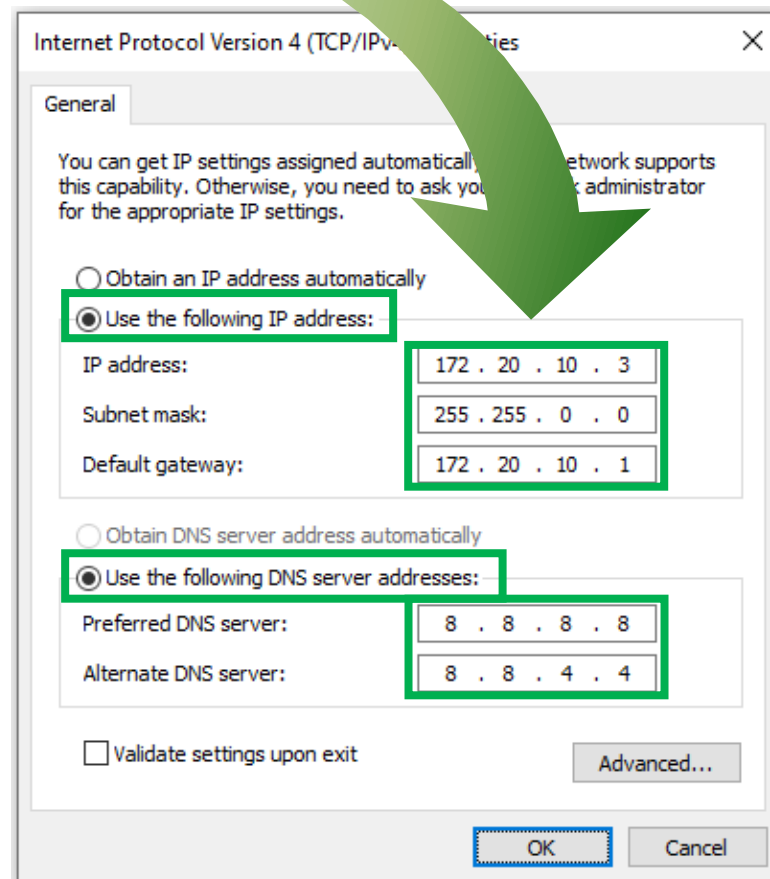 Internet Protocol Version 4 (TCP/IPv4 ties
General
You can get IP settings assigned automatically etwork supports
this capability. Otherwise, you need to ask administrator
for the appropriate IP settings.
Obtain an IP address automatically
Use the following IP address:
IP address: 172 . 20 . 10 . 3
Subnet mask: 255 . 255 . 0 . 0
Default gateway: 172 . 20 . 10 . 1
Obtain DNS server address automatically
Use the following DNS server addresses:
Preferred DNS server: 8 . 8 . 8 . 8
Alternate DNS server: 8 . 8 . 4 . 4
Validate settings upon exit
Advanced...
OK Cancel